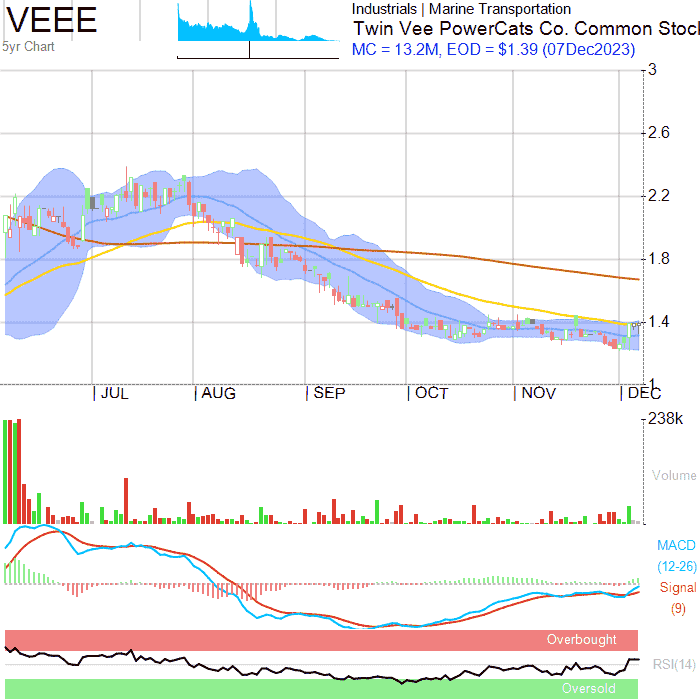 VEEE
5yr Chart
Industrials | Marine Transportation
Twin Vee PowerCats Co. Common Stoc
MC = 13.2M, EOD = $1.39 (07Dec2023)
3
2.6
2.2
1.8
1.4
1
JUL AUG SEP OCT NOV DEC
238k
Volume
MACD
(12-26)
Signal
(9)
Overbought
RSI(14)
Oversold